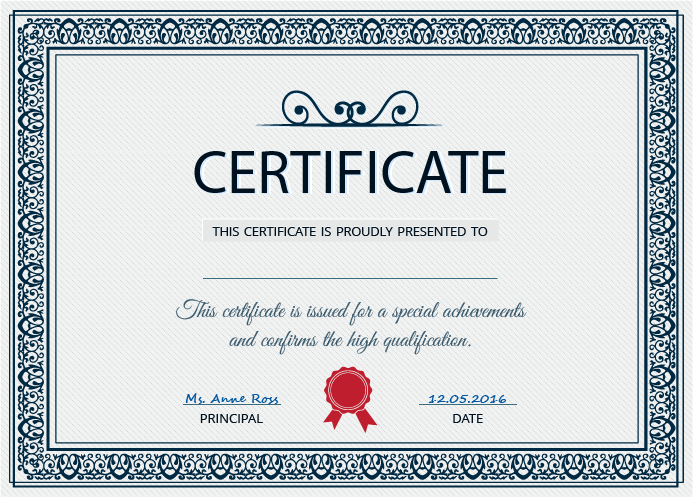 CERTIFICATE
THIS CERTIFICATE IS PROUDLY PRESENTED TO
This certificate is issued for a special achievements
and confirms the high qualification.
Ms. Anne Ross 12.05.2016
PRINCIPAL DATE